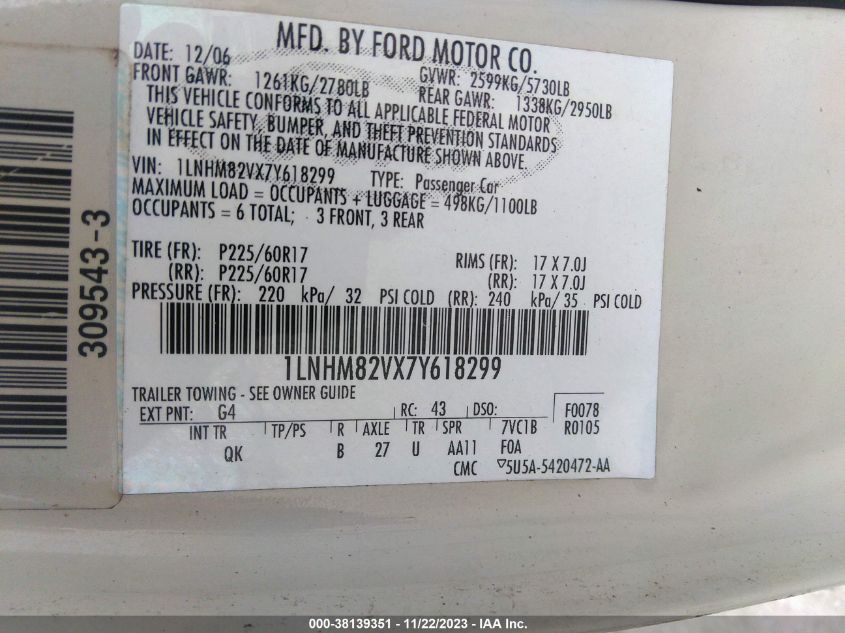 MFD. BY FORD MOTOR CO.
DATE: 12/06
GVWR: 2599KG/5730LB
FRONT GAWR: 1261KG/2780LB
REAR GAWR: 1338KG/2950LB
THIS VEHICLE CONFORMS TO ALL APPLICABLE FEDERAL MOTOR
VEHICLE SAFETY, BUMPER, AND THEFT PREVENTION STANDARDS
IN EFFECT ON THE DATE OF MANUFACTURE SHOWN ABOVE.
VIN: 1LNHM82VX7Y618299 TYPE: Passenger Car
MAXIMUM LOAD = OCCUPANTS + LUGGAGE = 498KG/1100LB
OCCUPANTS = 6 TOTAL; 3 FRONT, 3 REAR
TIRE (FR): P225/60R17 RIMS (FR): 17 X 7.0J
(RR): P225/60R17 (RR): 17 X 7.0J
PRESSURE (FR): 220 kPa/ 32 PSI COLD (RR): 240 kPa/ 35 PSI COLD
1LNHM82VX7Y618299
TRAILER TOWING - SEE OWNER GUIDE
EXT PNT: G4 RC: 43 DSO: F0078
INT TR TP/PS R AXLE TR SPR 7VC1B R0105
QK B 27 U AA11 FOA
CMC ▽5U5A-5420472-AA
309543-3
000-38139351 - 11/22/2023 - IAA Inc.